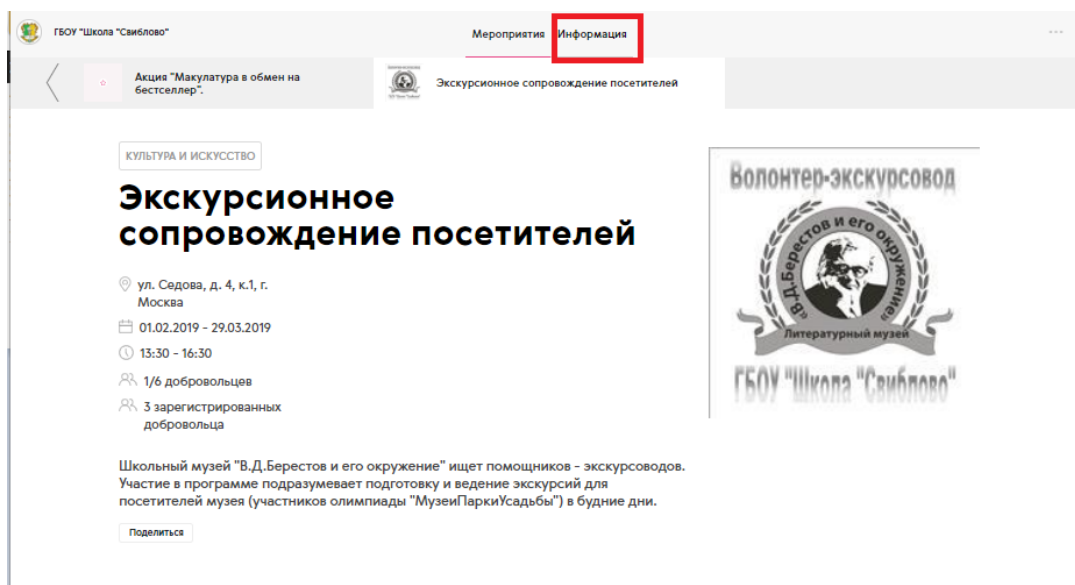 ГБОУ "Школа "Свиблово"
Мероприятия Информация
Акция "Макулатура в обмен на
бестселлер".
Экскурсионное сопровождение посетителей
КУЛЬТУРА И ИСКУССТВО
Экскурсионное
сопровождение посетителей
ул. Седова, д. 4, к.1, г.
Москва
01.02.2019 - 29.03.2019
13:30 - 16:30
1/6 добровольцев
3 зарегистрированных
добровольца
Волонтер-экскурсовод
«В.Д.Берестов и его окружение»
Литературный музей
ГБОУ "Школа "Свиблово"
Школьный музей "В.Д.Берестов и его окружение" ищет помощников - экскурсоводов.
Участие в программе подразумевает подготовку и ведение экскурсий для
посетителей музея (участников олимпиады "МузеиПаркиУсадьбы") в будние дни.
Поделиться